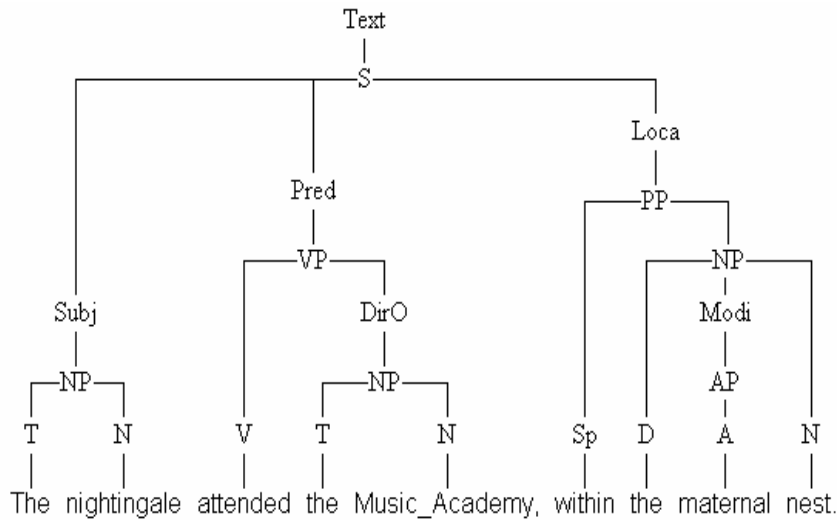 Text
S
Loca
Pred PP
VP NP
Subj DirO Modi
NP NP AP
T N V T N Sp D A N
The nightingale attended the Music_Academy, within the maternal nest.